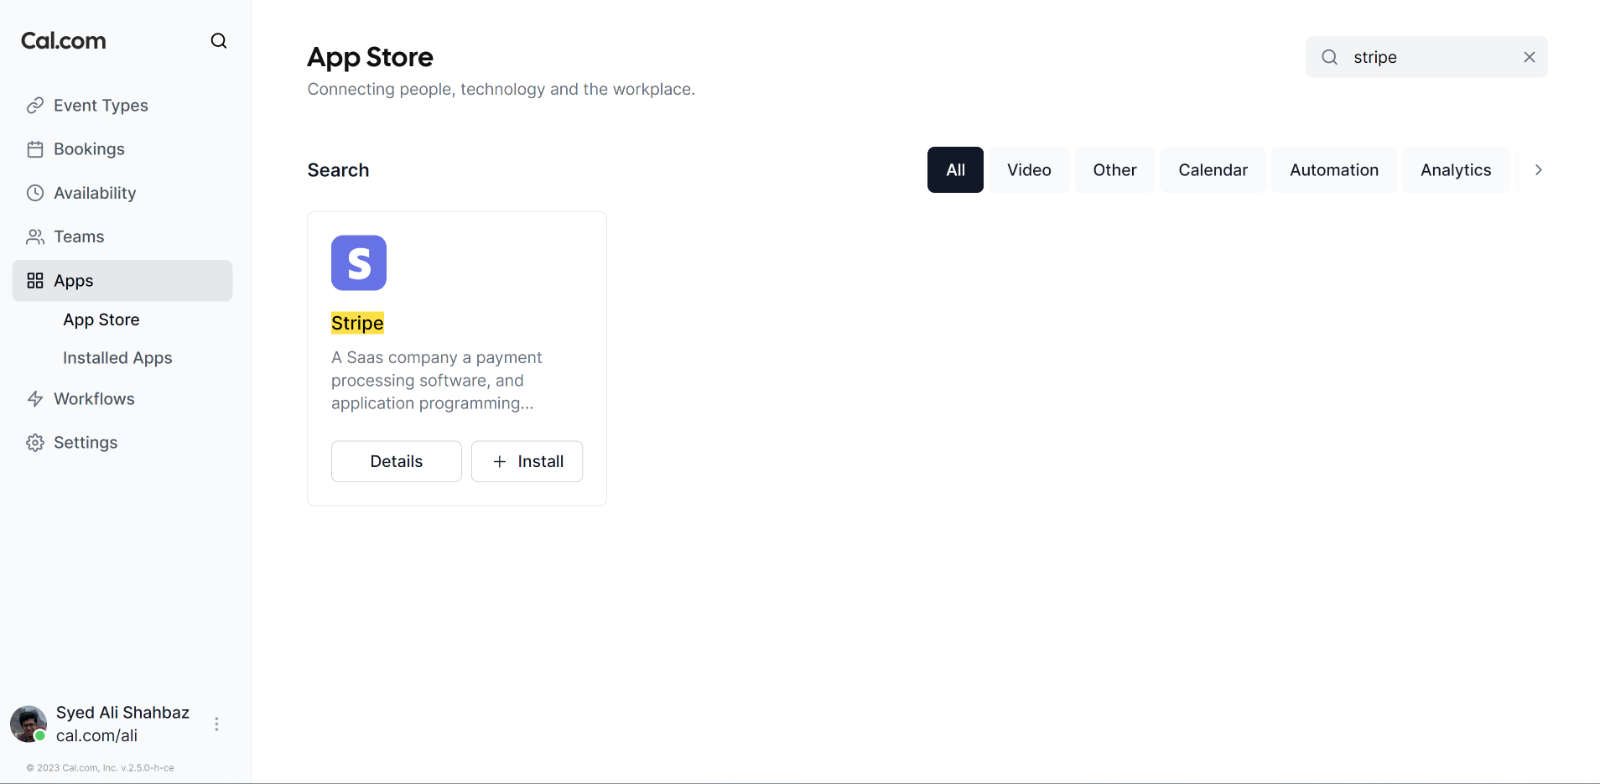 Cal.com
Event Types
Bookings
Availability
Teams
Apps
App Store
Installed Apps
Workflows
Settings
Syed Ali Shahbaz
cal.com/ali
© 2023 Cal.com, Inc. v.2.5.0-h-ce
App Store
Connecting people, technology and the workplace.
stripe
Search
All Video Other Calendar Automation Analytics
S
Stripe
A Saas company a payment
processing software, and
application programming...
Details + Install